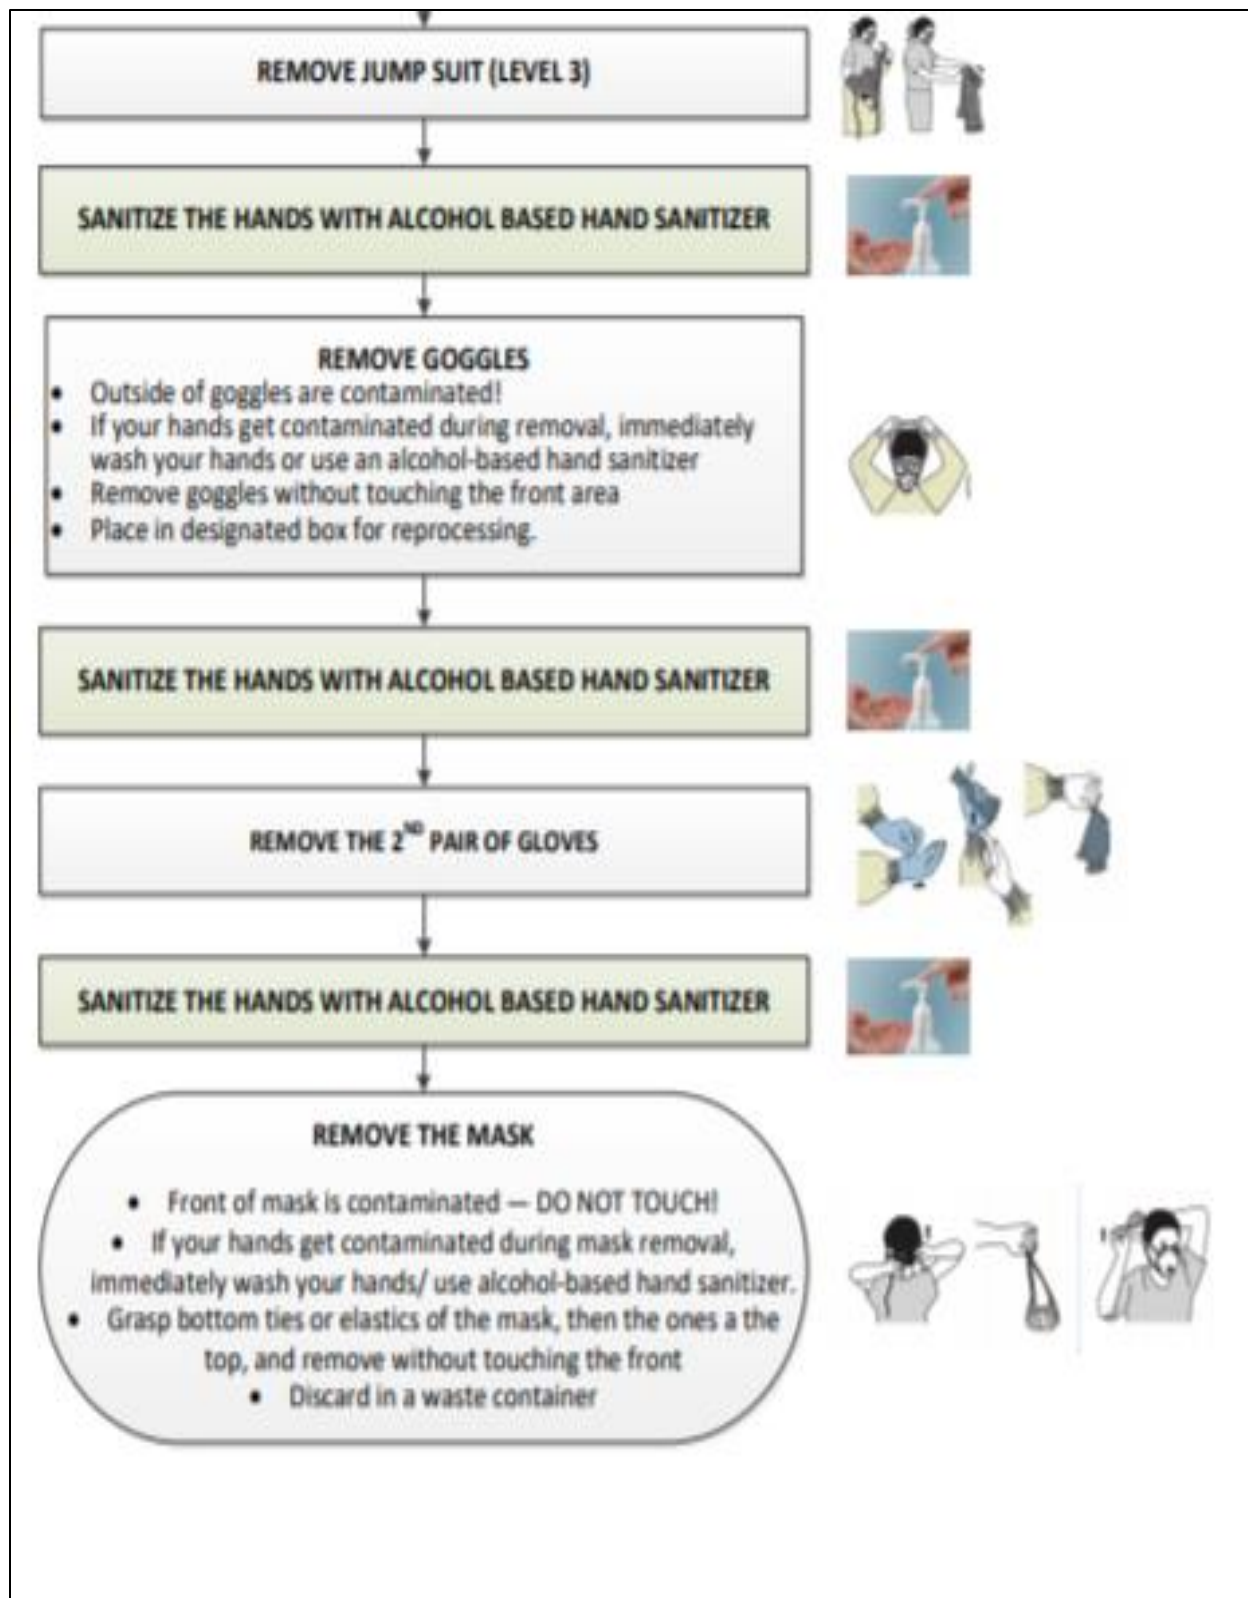 REMOVE JUMP SUIT (LEVEL 3)
SANITIZE THE HANDS WITH ALCOHOL BASED HAND SANITIZER
REMOVE GOGGLES
• Outside of goggles are contaminated!
• If your hands get contaminated during removal, immediately
wash your hands or use an alcohol-based hand sanitizer
• Remove goggles without touching the front area
• Place in designated box for reprocessing.
SANITIZE THE HANDS WITH ALCOHOL BASED HAND SANITIZER
REMOVE THE 2ND PAIR OF GLOVES
SANITIZE THE HANDS WITH ALCOHOL BASED HAND SANITIZER
REMOVE THE MASK
• Front of mask is contaminated — DO NOT TOUCH!
• If your hands get contaminated during mask removal,
immediately wash your hands/ use alcohol-based hand sanitizer.
• Grasp bottom ties or elastics of the mask, then the ones a the
top, and remove without touching the front
• Discard in a waste container